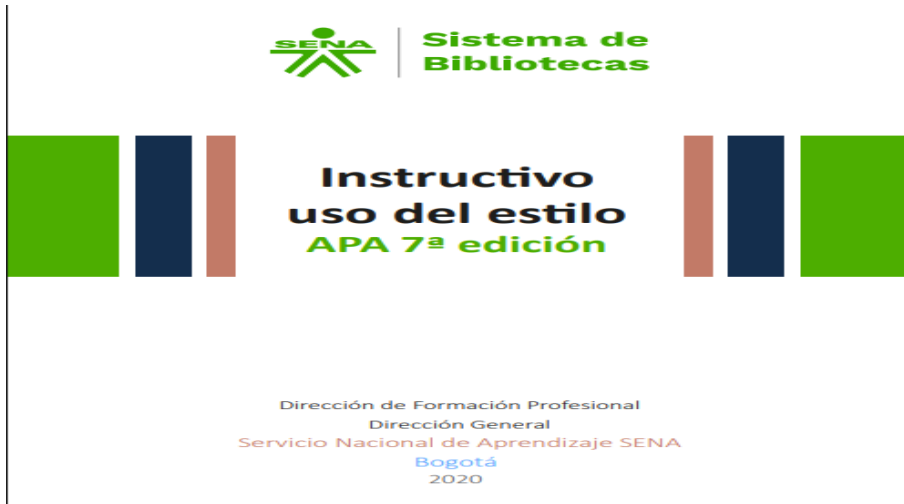 SENA
Sistema de
Bibliotecas
Instructivo
uso del estilo
APA 7ª edición
Dirección de Formación Profesional
Dirección General
Servicio Nacional de Aprendizaje SENA
Bogotá
2020